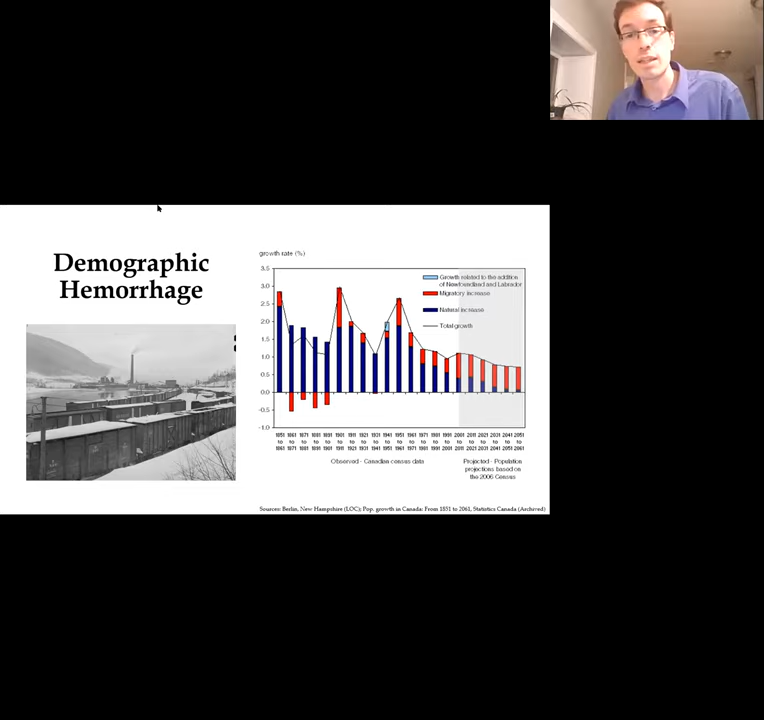 Demographic
Hemorrhage
growth rate (%)
3.5
3.0
2.5
2.0
1.5
1.0
0.5
0.0
-0.5
-1.0
Growth related to the addition
of Newfoundland and Labrador
Migratory increase
Natural increase
Total growth
1851 1861 1871 1881 1891 1901 1911 1921 1931 1941 1951 1961 1971 1981 1991 2001 2011 2021 2031 2041 2051
to to to to to to to to to to to to to to to to to to to to to
1861 1871 1881 1891 1901 1911 1921 1931 1941 1951 1961 1971 1981 1991 2001 2011 2021 2031 2041 2051 2061
Observed - Canadian census data
Projected - Population
projections based on
the 2006 Census
Sources: Berlin, New Hampshire (LOC); Pop. growth in Canada: From 1851 to 2061, Statistics Canada (Archived)